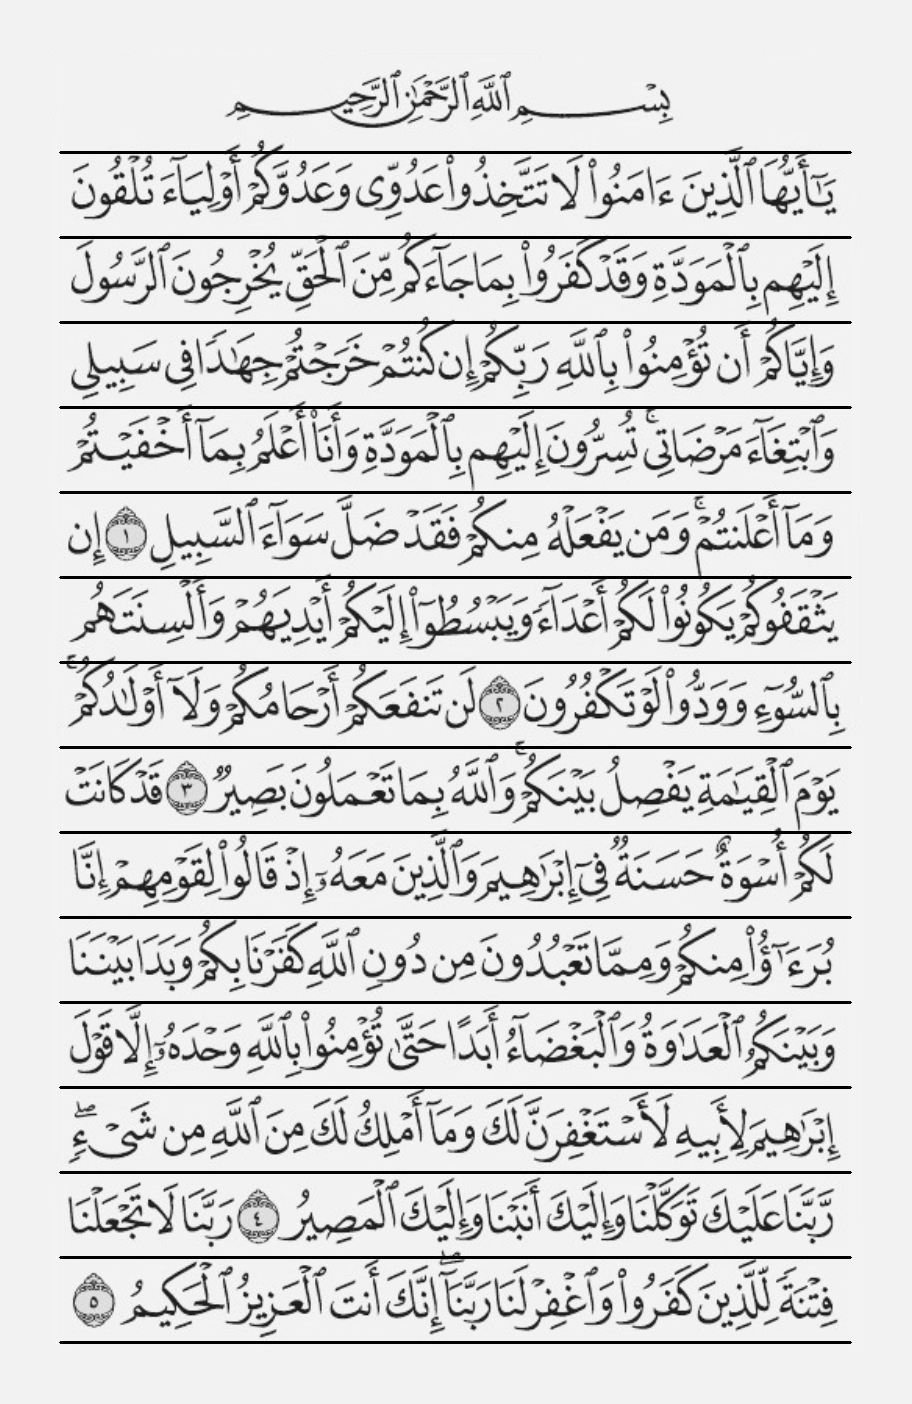 بِسْمِ ٱللَّهِ ٱلرَّحْمَٰنِ ٱلرَّحِيمِ
يَٰٓأَيُّهَا ٱلَّذِينَ ءَامَنُوا۟ لَا تَتَّخِذُوا۟ عَدُوِّى وَعَدُوَّكُمْ أَوْلِيَآءَ تُلْقُونَ
إِلَيْهِم بِٱلْمَوَدَّةِ وَقَدْ كَفَرُوا۟ بِمَا جَآءَكُم مِّنَ ٱلْحَقِّ يُخْرِجُونَ ٱلرَّسُولَ
وَإِيَّاكُمْ أَن تُؤْمِنُوا۟ بِٱللَّهِ رَبِّكُمْ إِن كُنتُمْ خَرَجْتُمْ جِهَٰدًا فِى سَبِيلِى
وَٱبْتِغَآءَ مَرْضَاتِى ۚ تُسِرُّونَ إِلَيْهِم بِٱلْمَوَدَّةِ وَأَنَا۠ أَعْلَمُ بِمَآ أَخْفَيْتُمْ
وَمَآ أَعْلَنتُمْ ۚ وَمَن يَفْعَلْهُ مِنكُمْ فَقَدْ ضَلَّ سَوَآءَ ٱلسَّبِيلِ ١ إِن
يَثْقَفُوكُمْ يَكُونُوا۟ لَكُمْ أَعْدَآءً وَيَبْسُطُوٓا۟ إِلَيْكُمْ أَيْدِيَهُمْ وَأَلْسِنَتَهُم
بِٱلسُّوٓءِ وَوَدُّوا۟ لَوْ تَكْفُرُونَ ٢ لَن تَنفَعَكُمْ أَرْحَامُكُمْ وَلَآ أَوْلَٰدُكُمْ ۚ
يَوْمَ ٱلْقِيَٰمَةِ يَفْصِلُ بَيْنَكُمْ ۚ وَٱللَّهُ بِمَا تَعْمَلُونَ بَصِيرٌ ٣ قَدْ كَانَتْ
لَكُمْ أُسْوَةٌ حَسَنَةٌ فِىٓ إِبْرَٰهِيمَ وَٱلَّذِينَ مَعَهُۥٓ إِذْ قَالُوا۟ لِقَوْمِهِمْ إِنَّا
بُرَءَٰٓؤُا۟ مِنكُمْ وَمِمَّا تَعْبُدُونَ مِن دُونِ ٱللَّهِ كَفَرْنَا بِكُمْ وَبَدَا بَيْنَنَا
وَبَيْنَكُمُ ٱلْعَدَٰوَةُ وَٱلْبَغْضَآءُ أَبَدًا حَتَّىٰ تُؤْمِنُوا۟ بِٱللَّهِ وَحْدَهُۥٓ إِلَّا قَوْلَ
إِبْرَٰهِيمَ لِأَبِيهِ لَأَسْتَغْفِرَنَّ لَكَ وَمَآ أَمْلِكُ لَكَ مِنَ ٱللَّهِ مِن شَىْءٍ ۖ
رَّبَّنَا عَلَيْكَ تَوَكَّلْنَا وَإِلَيْكَ أَنَبْنَا وَإِلَيْكَ ٱلْمَصِيرُ ٤ رَبَّنَا لَا تَجْعَلْنَا
فِتْنَةً لِّلَّذِينَ كَفَرُوا۟ وَٱغْفِرْ لَنَا رَبَّنَآ ۖ إِنَّكَ أَنتَ ٱلْعَزِيزُ ٱلْحَكِيمُ ٥